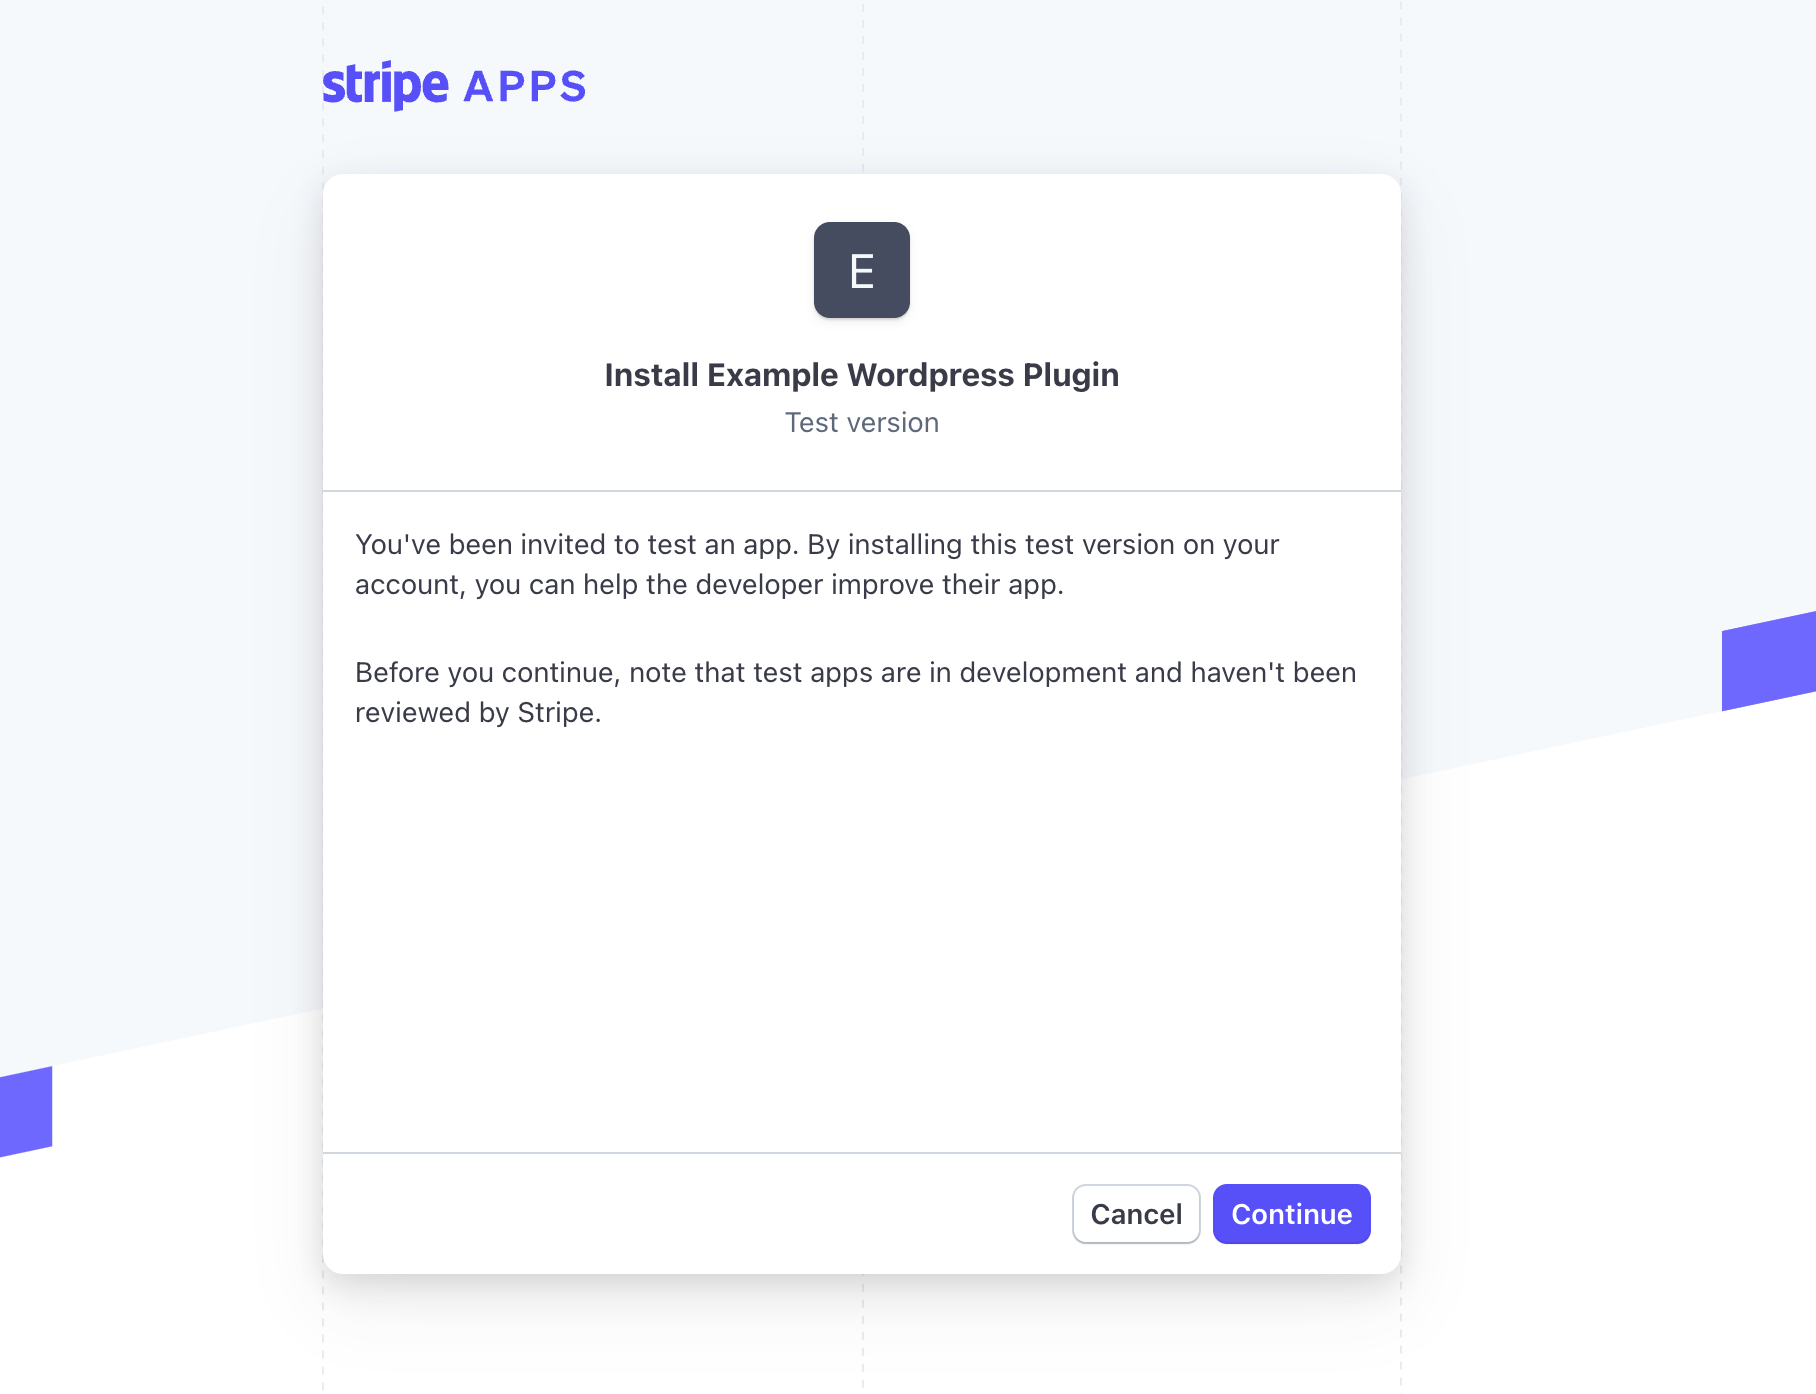 stripe APPS
E
Install Example Wordpress Plugin
Test version
You've been invited to test an app. By installing this test version on your
account, you can help the developer improve their app.
Before you continue, note that test apps are in development and haven't been
reviewed by Stripe.
Cancel Continue